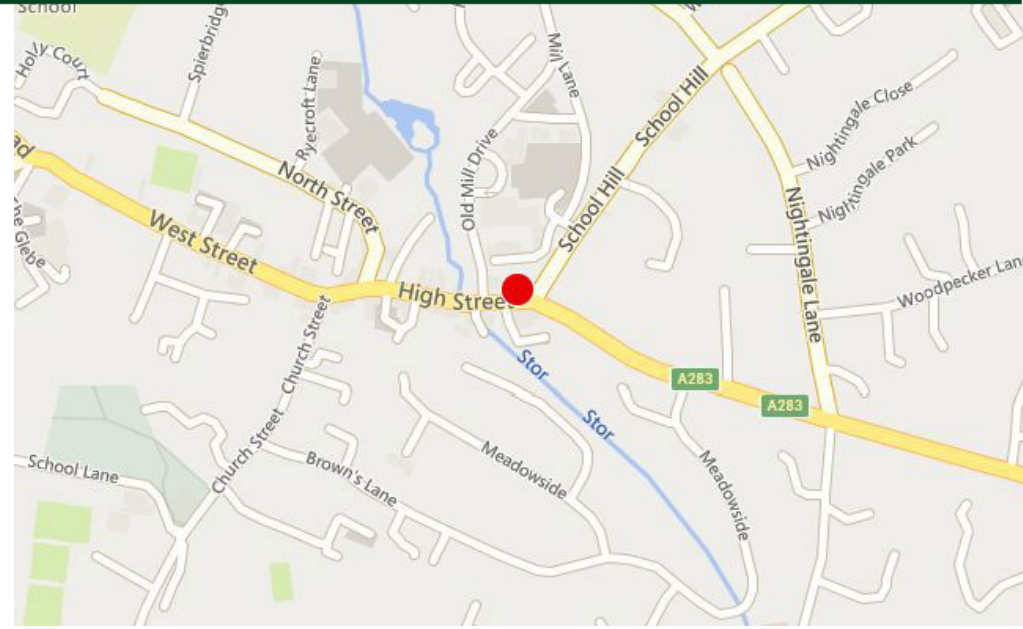 School
Holly Court
Spierbridge
Mill Lane
Ryecroft Lane
School Hill
Nightingale Close
North Street
Old Mill Drive
Nightingale Park
School Hill
The Glebe
West Street
Nightingale Lane
Woodpecker Lane
High Street
Church Street
Stor
A283
A283
Stor
Church Street
School Lane
Brown's Lane
Meadowside
Meadowside